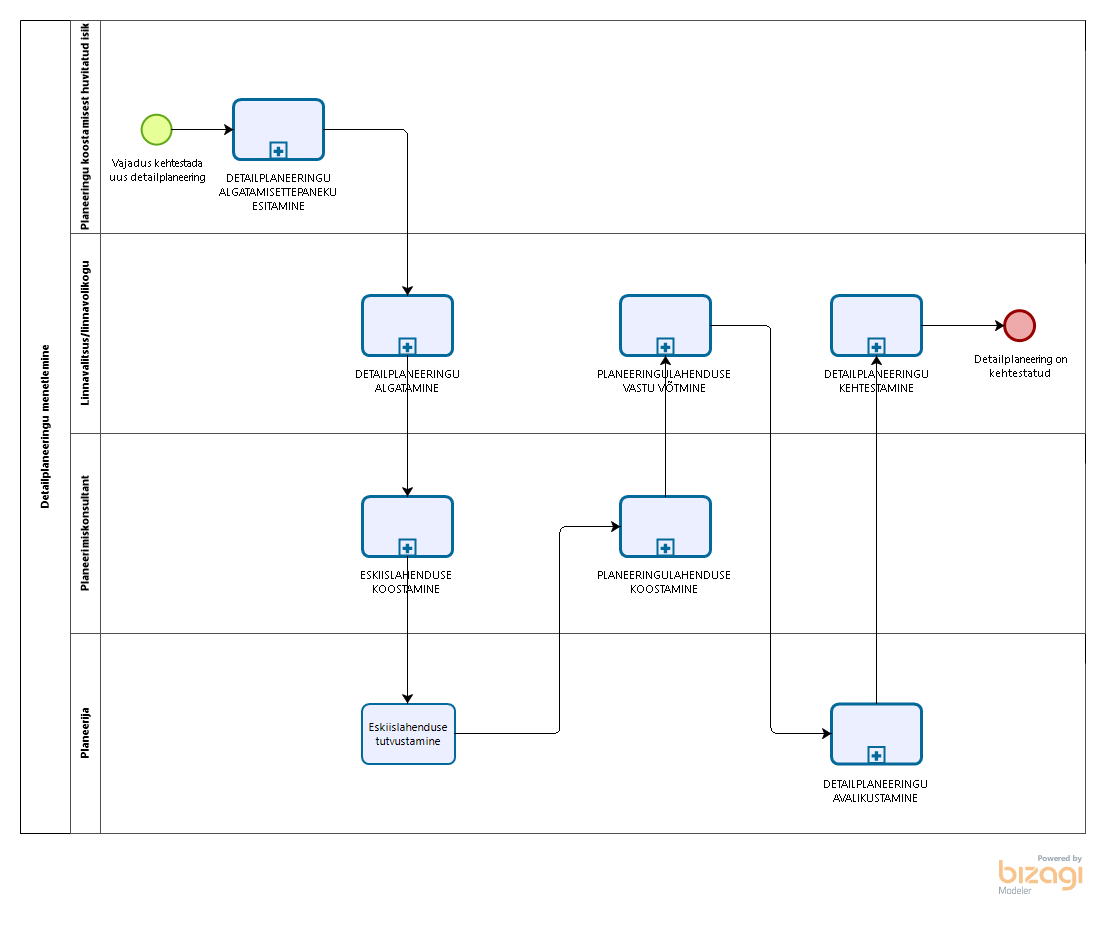 Detailplaneeringu menetlemine
Planeeringu koostamisest huvitatud isik
Vajadus kehtestada
uus detailplaneering
DETAILPLANEERINGU
ALGATAMISETTEPANEKU
ESITAMINE
Linnavalitsus/linnavolikogu
DETAILPLANEERINGU
ALGATAMINE
PLANEERINGULAHENDUSE
VASTU VÕTMINE
DETAILPLANEERINGU
KEHTESTAMINE
Detailplaneering on
kehtestatud
Planeerimiskonsultant
ESKIISLAHENDUSE
KOOSTAMINE
PLANEERINGULAHENDUSE
KOOSTAMINE
Planeerija
Eskiislahenduse
tutvustamine
DETAILPLANEERINGU
AVALIKUSTAMINE
Powered by
bizagi
Modeler